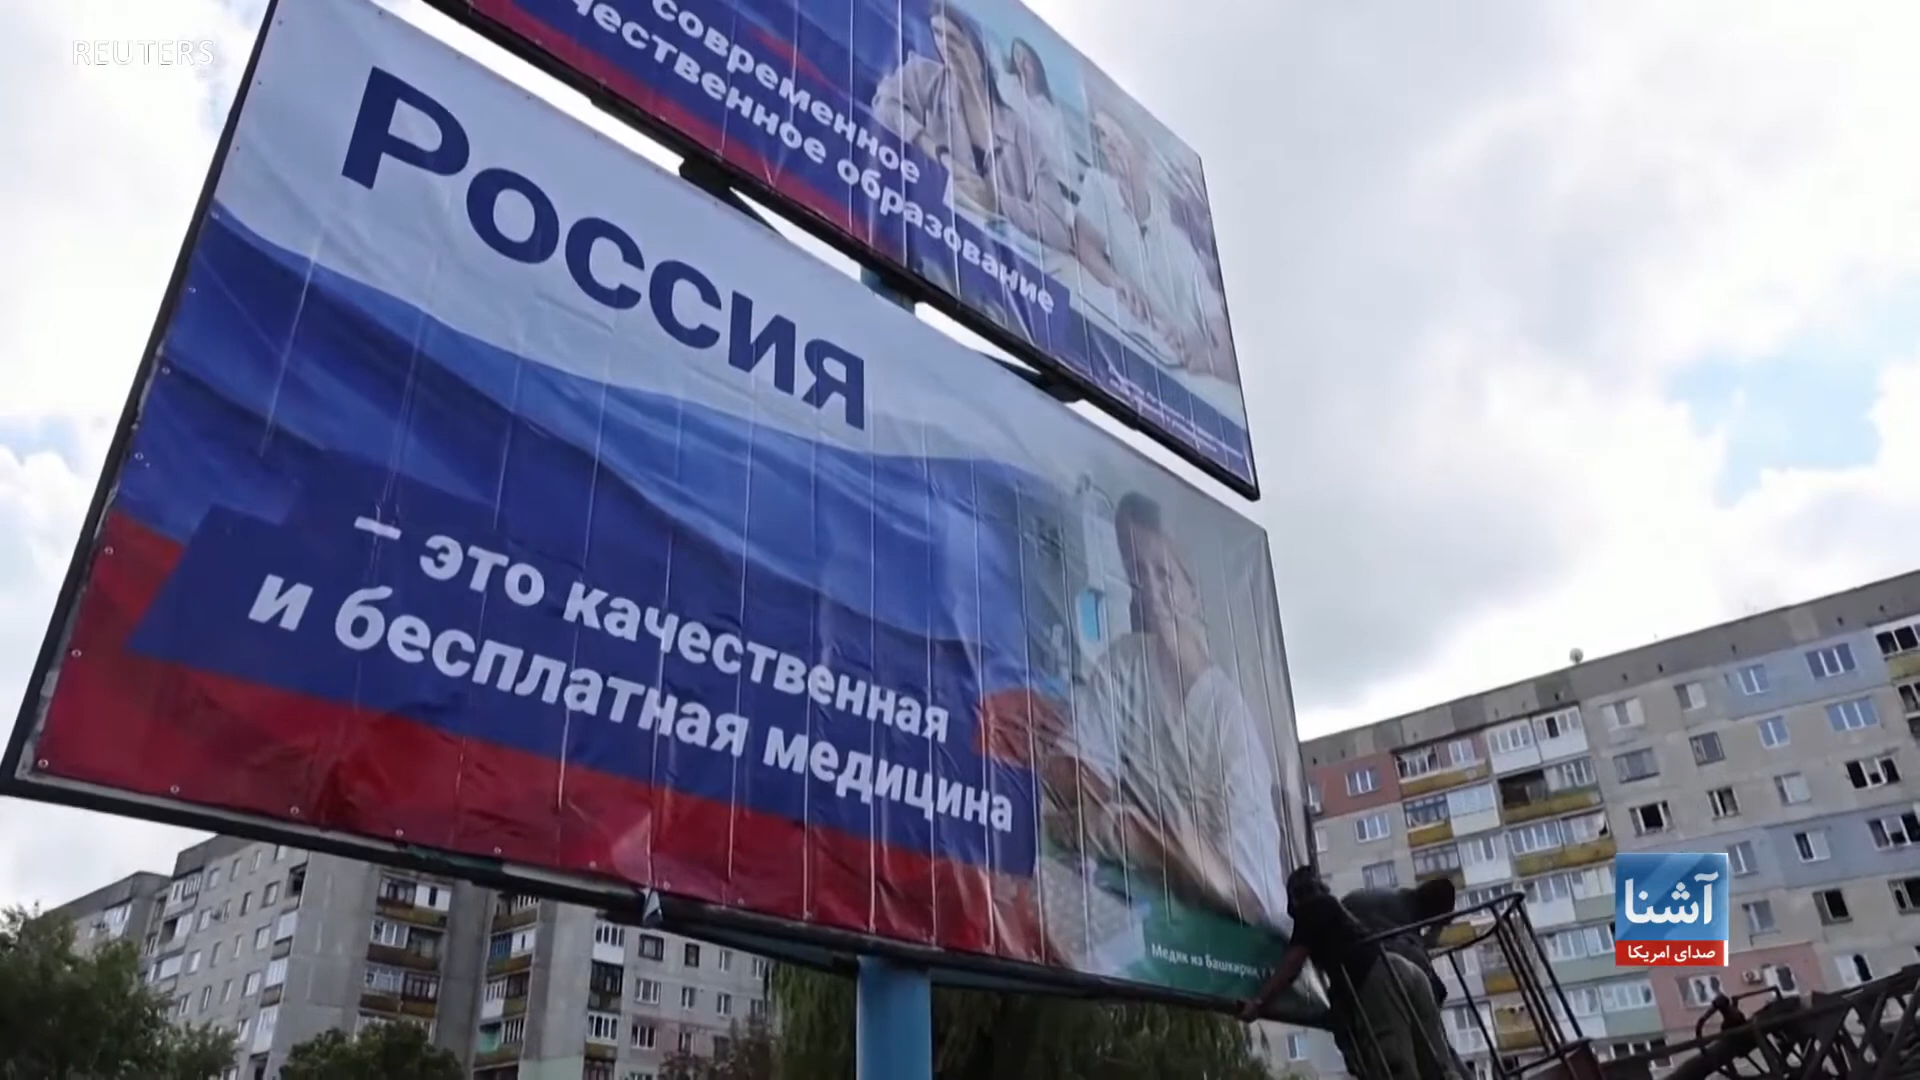 REUTERS
современное
чественное образование
Россия
– это качественная
и бесплатная медицина
Медик из Башкирии,
آشنا
صدای امریکا